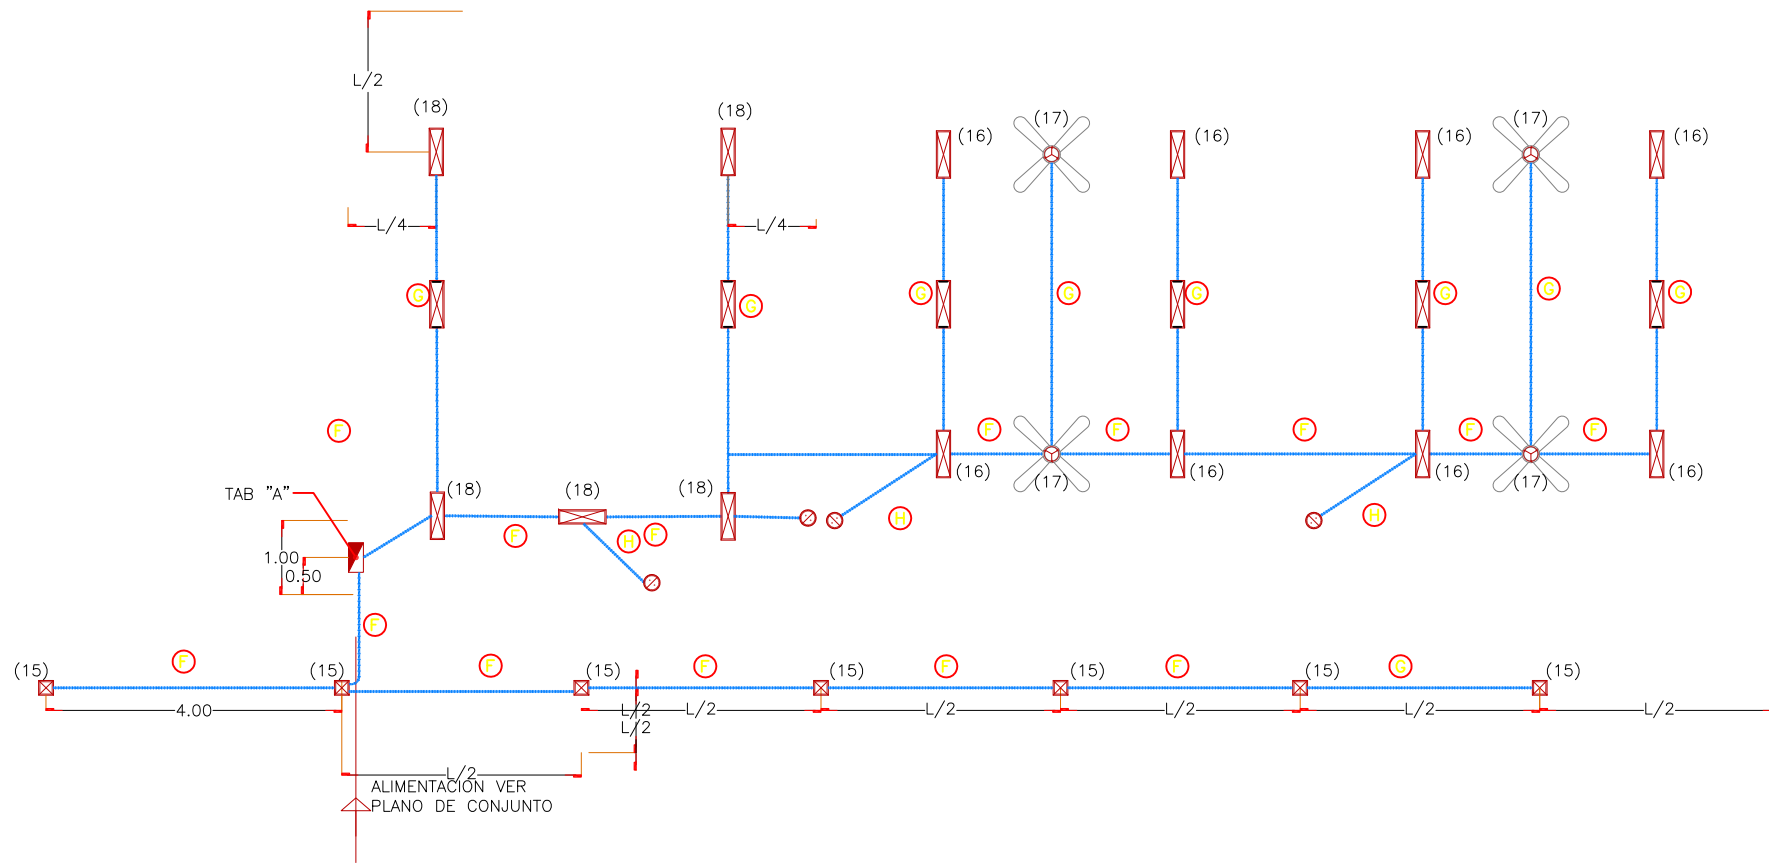 L/2
(18)
(18)
(16)
(17)
(16)
(16)
(17)
(16)
L/4
L/4
G
G
G
G
G
G
G
G
F
F
F
F
F
F
(16)
(17)
(16)
(16)
(17)
(16)
TAB "A"
(18)
(18)
(18)
F
H
F
H
H
1.00
0.50
F
(15)
F
(15)
F
(15)
F
(15)
F
(15)
F
(15)
G
(15)
4.00
L/2
L/2
L/2
L/2
L/2
L/2
L/2
L/2
ALIMENTACIÓN VER
PLANO DE CONJUNTO